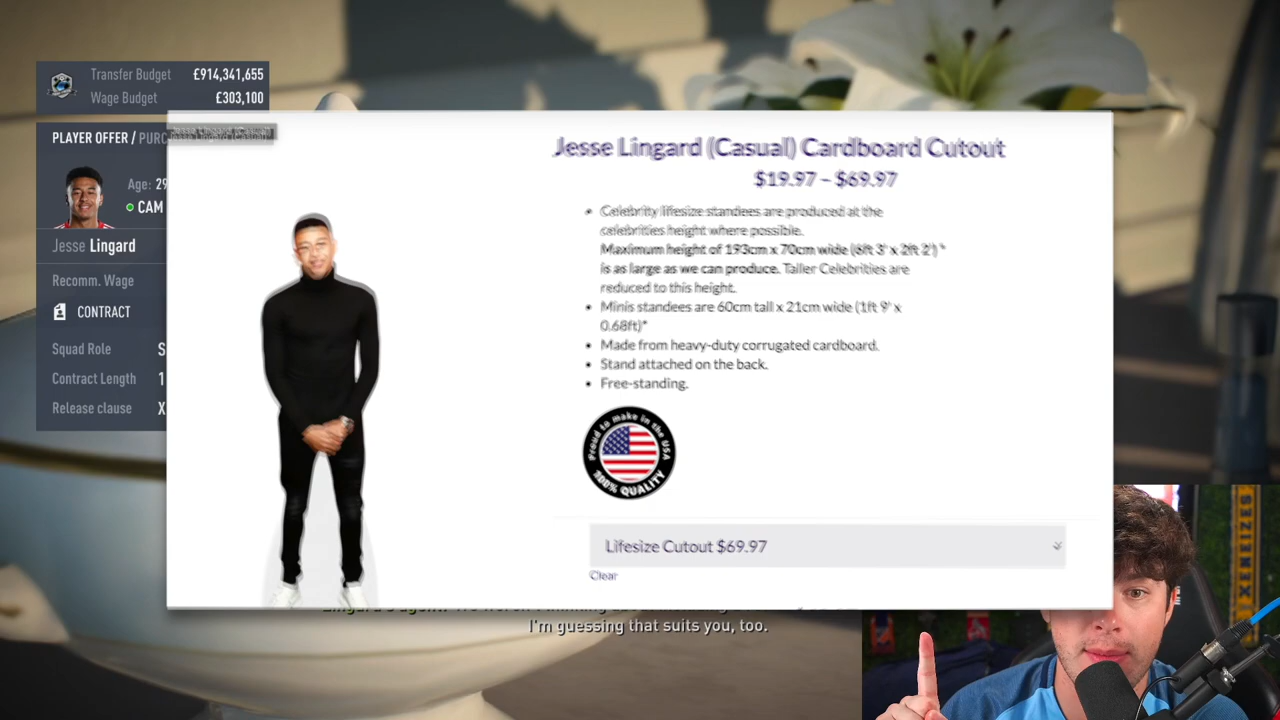 Transfer Budget £914,341,655
Wage Budget £303,100
PLAYER OFFER / PURC
Jesse Lingard (Casual)
Age: 29
CAM
Jesse Lingard
Recomm. Wage
CONTRACT
Squad Role S
Contract Length 1
Release clause X
Jesse Lingard (Casual) Cardboard Cutout
$19.97 – $69.97
• Celebrity lifesize standees are produced at the
celebrities height where possible.
Maximum height of 193cm x 70cm wide (6ft 3' x 2ft 2') *
is as large as we can produce. Taller Celebrities are
reduced to this height.
• Minis standees are 60cm tall x 21cm wide (1ft 9' x
0.68ft)*
• Made from heavy-duty corrugated cardboard.
• Stand attached on the back.
• Free-standing.
Proud to make in the USA
100% QUALITY
Lifesize Cutout $69.97
Clear
I'm guessing that suits you, too.
XENEIZES